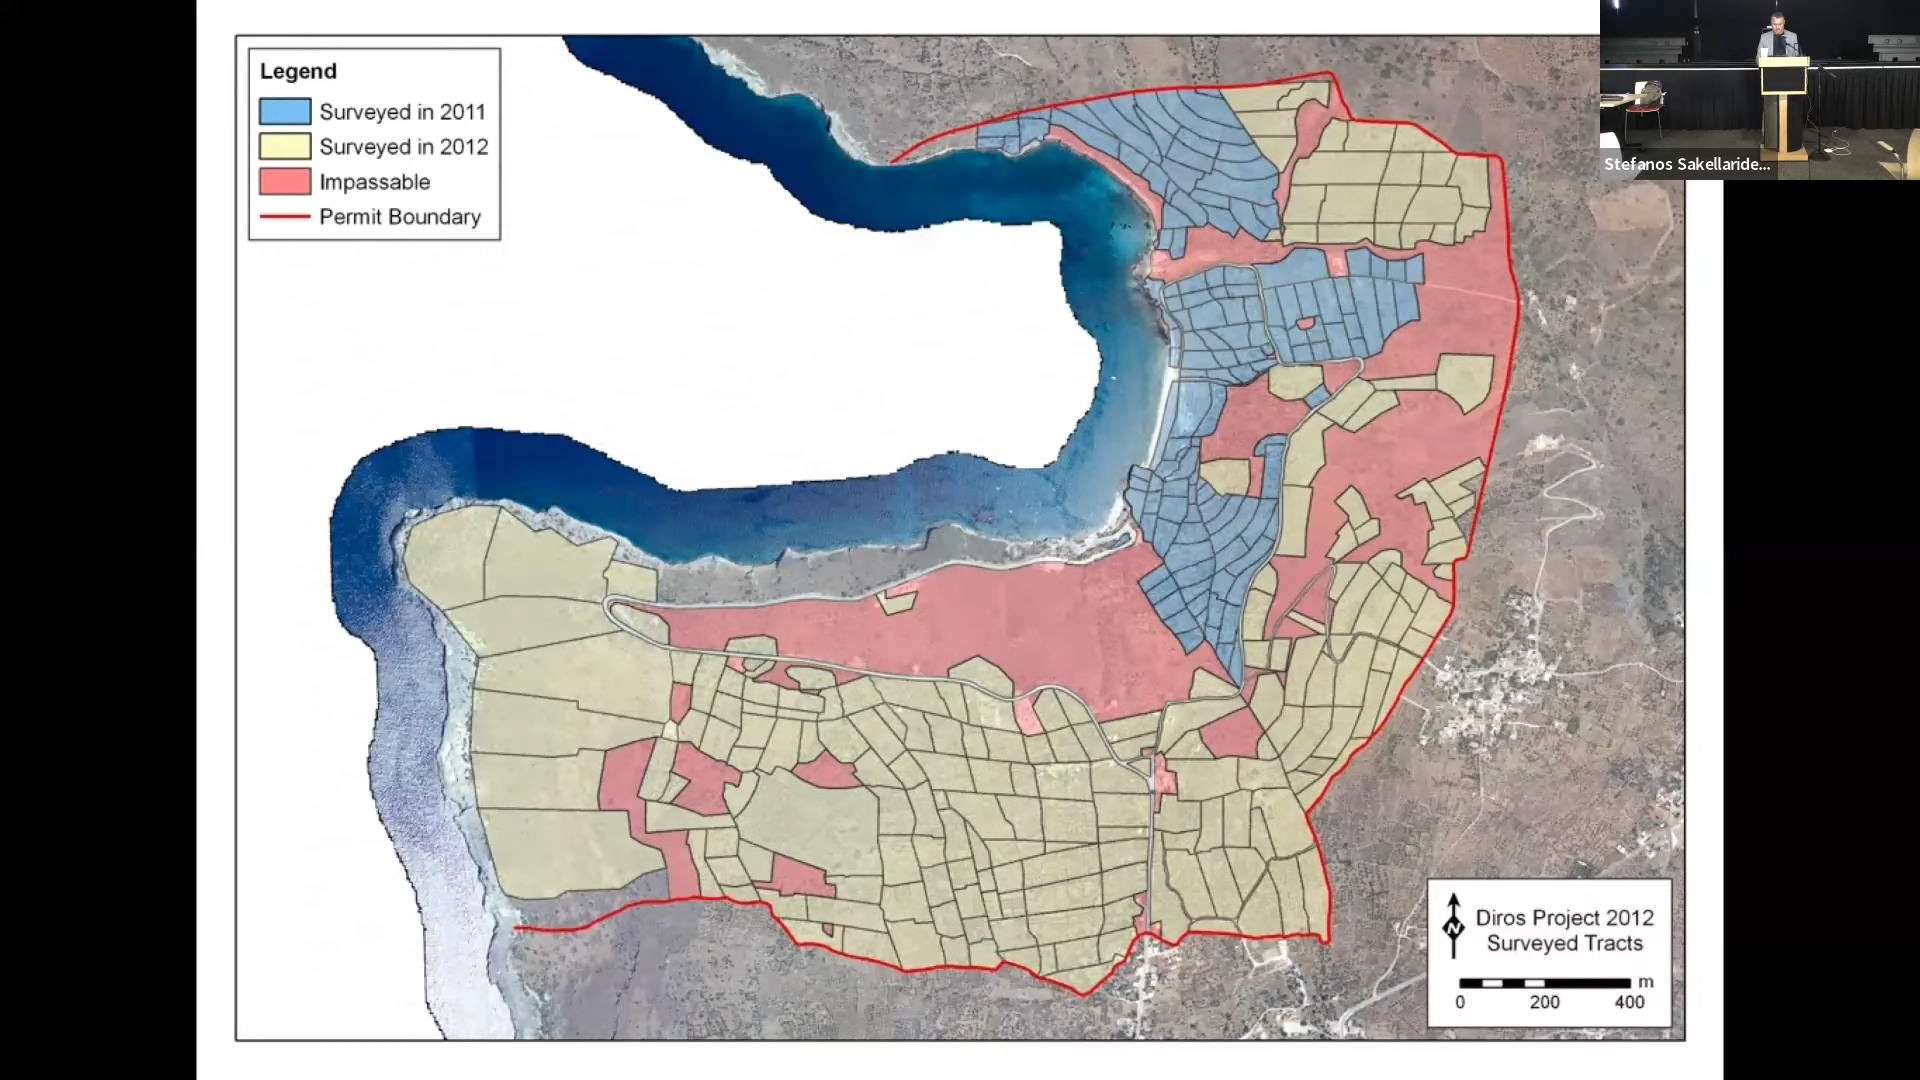 Legend
Surveyed in 2011
Surveyed in 2012
Impassable
Permit Boundary
Stefanos Sakellaride...
N
Diros Project 2012
Surveyed Tracts
m
0 200 400